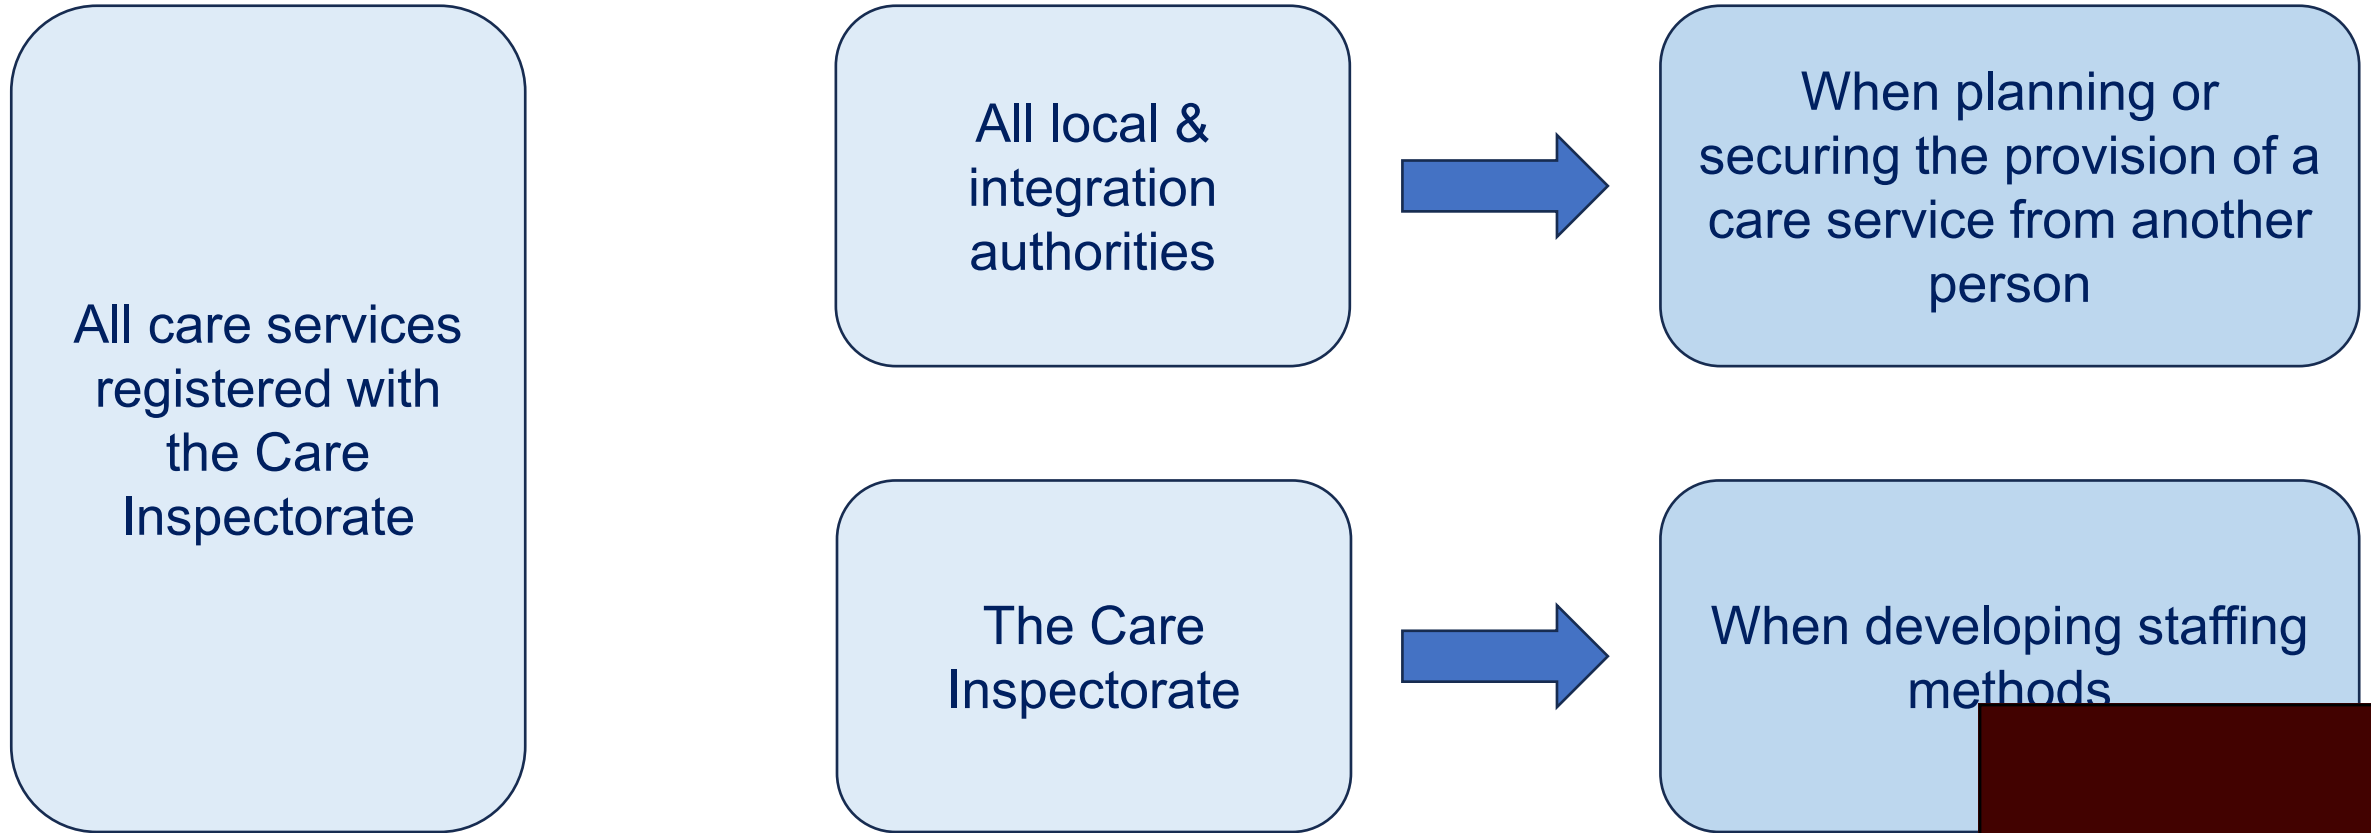 All care services
registered with
the Care
Inspectorate
All local &
integration
authorities
When planning or
securing the provision of a
care service from another
person
The Care
Inspectorate
When developing staffing
methods